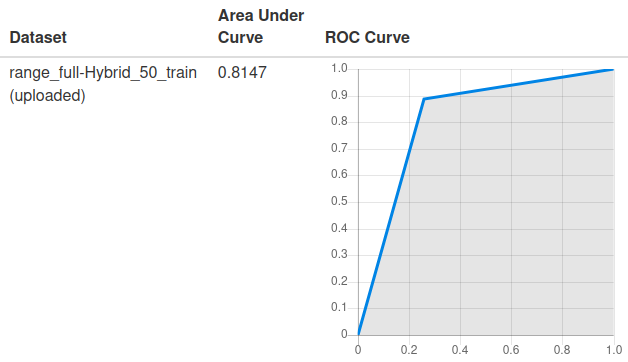 Area Under
Dataset Curve ROC Curve
range_full-Hybrid_50_train 0.8147
(uploaded)
1.0
0.9
0.8
0.7
0.6
0.5
0.4
0.3
0.2
0.1
0
0 0.2 0.4 0.6 0.8 1.0